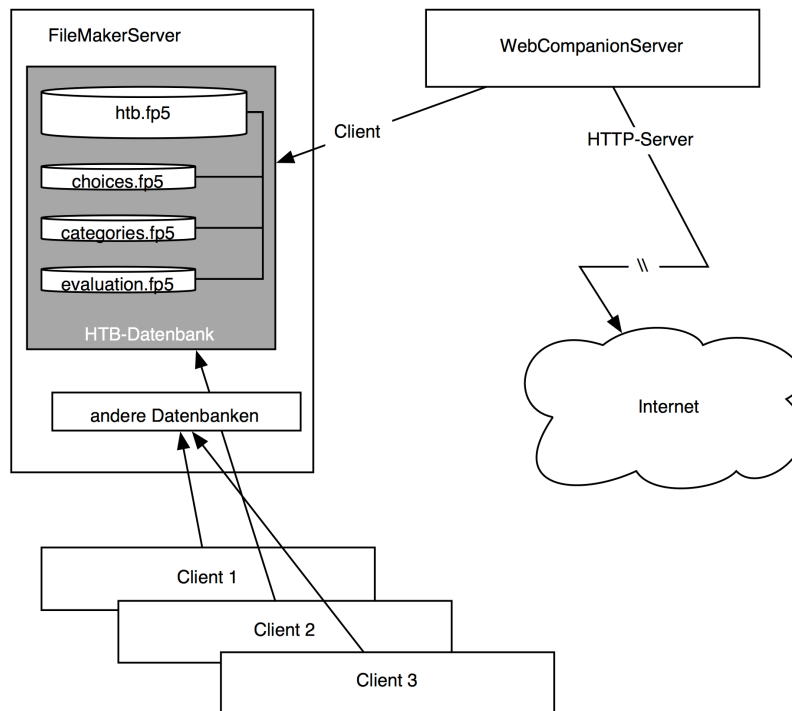 FileMakerServer
htb.fp5
choices.fp5
categories.fp5
evaluation.fp5
HTB-Datenbank
andere Datenbanken
WebCompanionServer
Client
HTTP-Server
Internet
Client 1
Client 2
Client 3